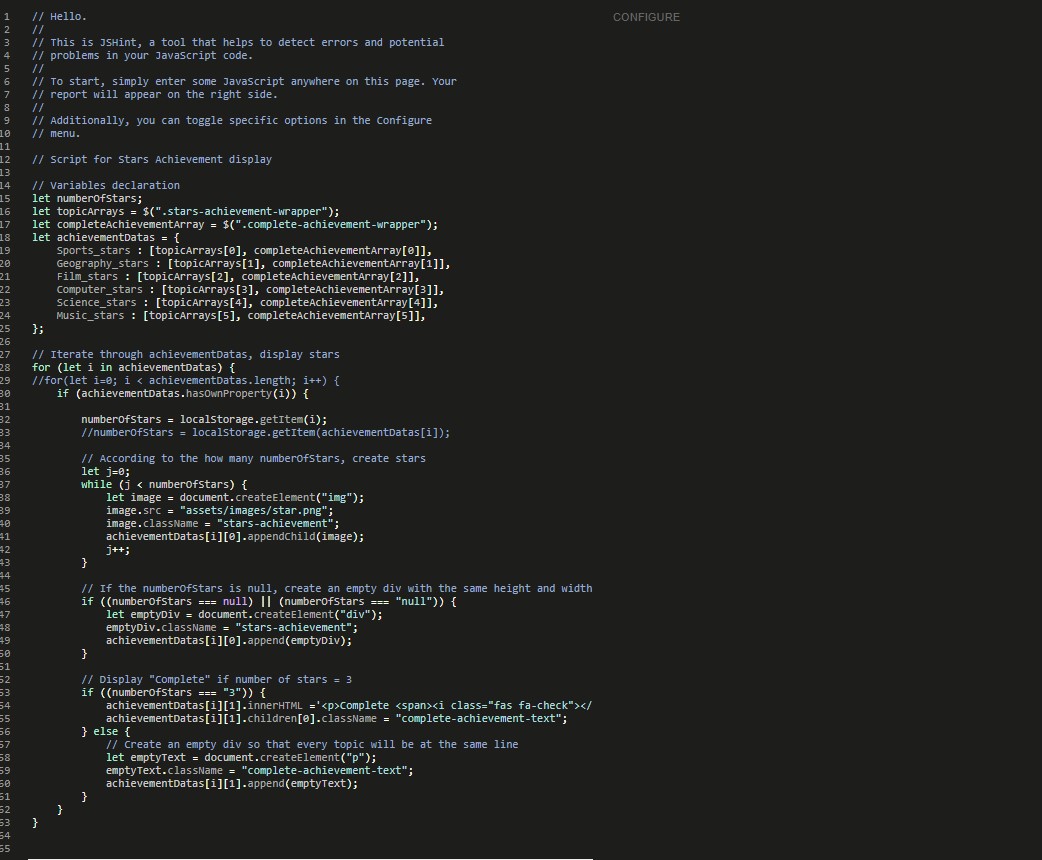 CONFIGURE
1 // Hello.
2 //
3 // This is JSHint, a tool that helps to detect errors and potential
4 // problems in your JavaScript code.
5 //
6 // To start, simply enter some JavaScript anywhere on this page. Your
7 // report will appear on the right side.
8 //
9 // Additionally, you can toggle specific options in the Configure
10 // menu.
11
12 // Script for Stars Achievement display
13
14 // Variables declaration
15 let numberOfStars;
16 let topicArrays = $(".stars-achievement-wrapper");
17 let completeAchievementArray = $(".complete-achievement-wrapper");
18 let achievementDatas = {
19     Sports_stars : [topicArrays[0], completeAchievementArray[0]],
20     Geography_stars : [topicArrays[1], completeAchievementArray[1]],
21     Film_stars : [topicArrays[2], completeAchievementArray[2]],
22     Computer_stars : [topicArrays[3], completeAchievementArray[3]],
23     Science_stars : [topicArrays[4], completeAchievementArray[4]],
24     Music_stars : [topicArrays[5], completeAchievementArray[5]],
25 };
26
27 // Iterate through achievementDatas, display stars
28 for (let i in achievementDatas) {
29 //for(let i=0; i < achievementDatas.length; i++) {
30     if (achievementDatas.hasOwnProperty(i)) {
31
32         numberOfStars = localStorage.getItem(i);
33         //numberOfStars = localStorage.getItem(achievementDatas[i]);
34
35         // According to the how many numberOfStars, create stars
36         let j=0;
37         while (j < numberOfStars) {
38             let image = document.createElement("img");
39             image.src = "assets/images/star.png";
40             image.className = "stars-achievement";
41             achievementDatas[i][0].appendChild(image);
42             j++;
43         }
44
45         // If the numberOfStars is null, create an empty div with the same height and width
46         if ((numberOfStars === null) || (numberOfStars === "null")) {
47             let emptyDiv = document.createElement("div");
48             emptyDiv.className = "stars-achievement";
49             achievementDatas[i][0].append(emptyDiv);
50         }
51
52         // Display "Complete" if number of stars = 3
53         if ((numberOfStars === "3")) {
54             achievementDatas[i][1].innerHTML ='<p>Complete <span><i class="fas fa-check"></
55             achievementDatas[i][1].children[0].className = "complete-achievement-text";
56         } else {
57             // Create an empty div so that every topic will be at the same line
58             let emptyText = document.createElement("p");
59             emptyText.className = "complete-achievement-text";
60             achievementDatas[i][1].append(emptyText);
61         }
62     }
63 }
64
65